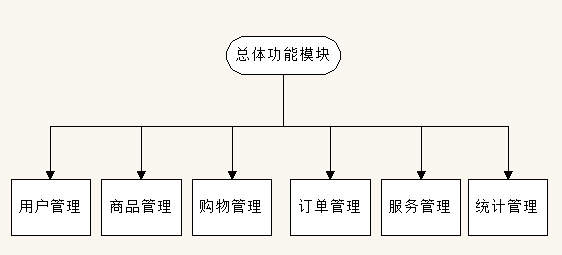 总体功能模块
用户管理
商品管理
购物管理
订单管理
服务管理
统计管理